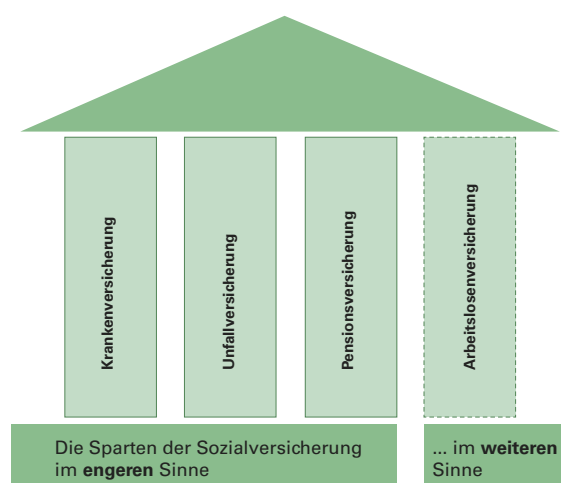 Krankenversicherung
Unfallversicherung
Pensionsversicherung
Arbeitslosenversicherung
Die Sparten der Sozialversicherung
im engeren Sinne
... im weiteren
Sinne